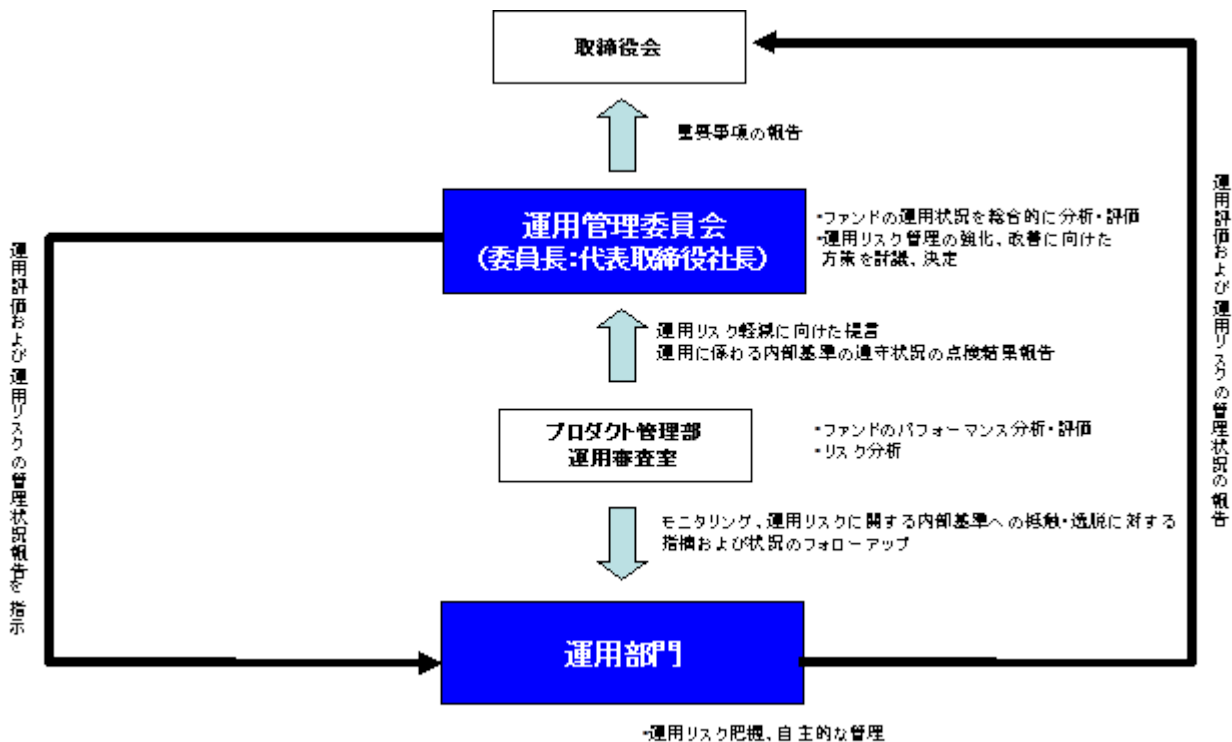 取締役会
重要事項の報告
運用管理委員会
(委員長:代表取締役社長)
・ファンドの運用状況を総合的に分析・評価
・運用リスク管理の強化、改善に向けた
方策を討議、決定
運用リスク軽減に向けた提言
運用に係わる内部基準の遵守状況の点検結果報告
プロダクト管理部
運用審査室
・ファンドのパフォーマンス分析・評価
・リスク分析
モニタリング、運用リスクに関する内部基準への抵触・逸脱に対する
指摘および状況のフォローアップ
運用部門
・運用リスク把握、自主的な管理
運用評価および運用リスクの管理状況報告を指示
運用評価および運用リスクの管理状況の報告